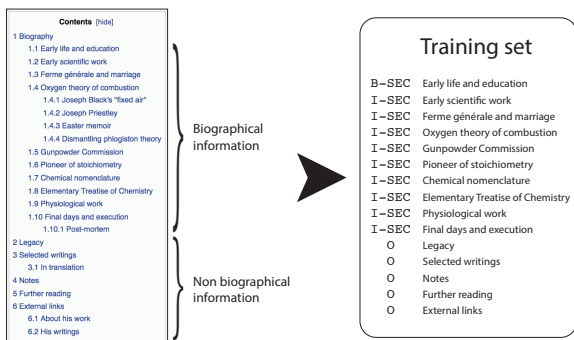 Contents [hide]
1 Biography
1.1 Early life and education
1.2 Early scientific work
1.3 Ferme générale and marriage
1.4 Oxygen theory of combustion
1.4.1 Joseph Black's "fixed air"
1.4.2 Joseph Priestley
1.4.3 Easter memoir
1.4.4 Dismantling phlogiston theory
1.5 Gunpowder Commission
1.6 Pioneer of stoichiometry
1.7 Chemical nomenclature
1.8 Elementary Treatise of Chemistry
1.9 Physiological work
1.10 Final days and execution
1.10.1 Post-mortem
2 Legacy
3 Selected writings
3.1 In translation
4 Notes
5 Further reading
6 External links
6.1 About his work
6.2 His writings
Biographical
information
Non biographical
information
Training set
B-SEC Early life and education
I-SEC Early scientific work
I-SEC Ferme générale and marriage
I-SEC Oxygen theory of combustion
I-SEC Gunpowder Commission
I-SEC Pioneer of stoichiometry
I-SEC Chemical nomenclature
I-SEC Elementary Treatise of Chemistry
I-SEC Physiological work
I-SEC Final days and execution
O Legacy
O Selected writings
O Notes
O Further reading
O External links